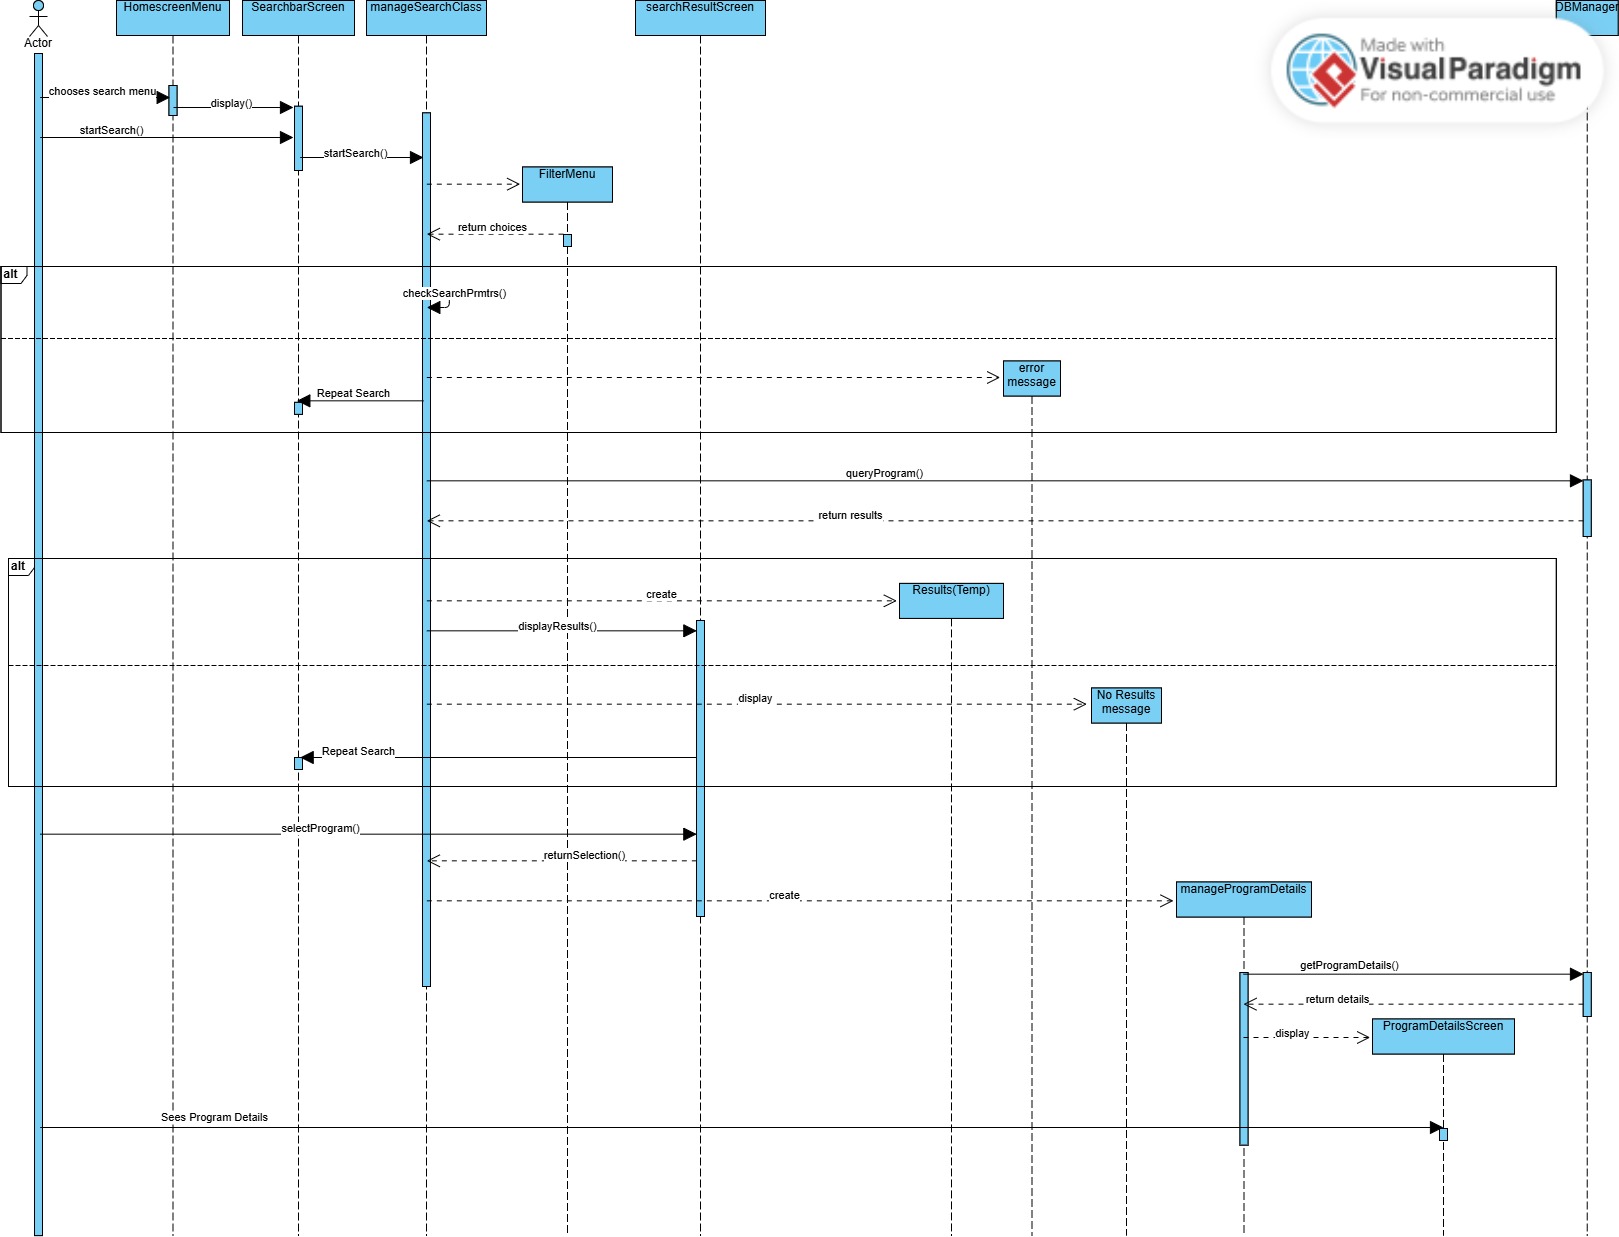 HomescreenMenu
SearchbarScreen
manageSearchClass
searchResultScreen
DBManager
Actor
Made with
Visual Paradigm
For non-commercial use
chooses search menu
display()
startSearch()
startSearch()
FilterMenu
return choices
alt
checkSearchPrmtrs()
error
message
Repeat Search
queryProgram()
return results
alt
Results(Temp)
create
displayResults()
No Results
message
display
Repeat Search
selectProgram()
returnSelection()
manageProgramDetails
create
getProgramDetails()
return details
ProgramDetailsScreen
display
Sees Program Details